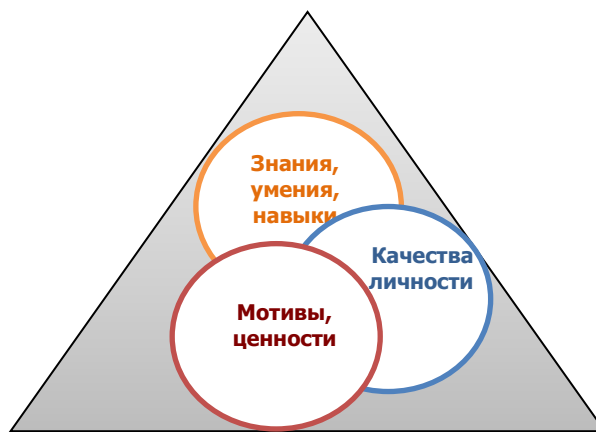 Знания,
умения,
навыки
Качества
личности
Мотивы,
ценности